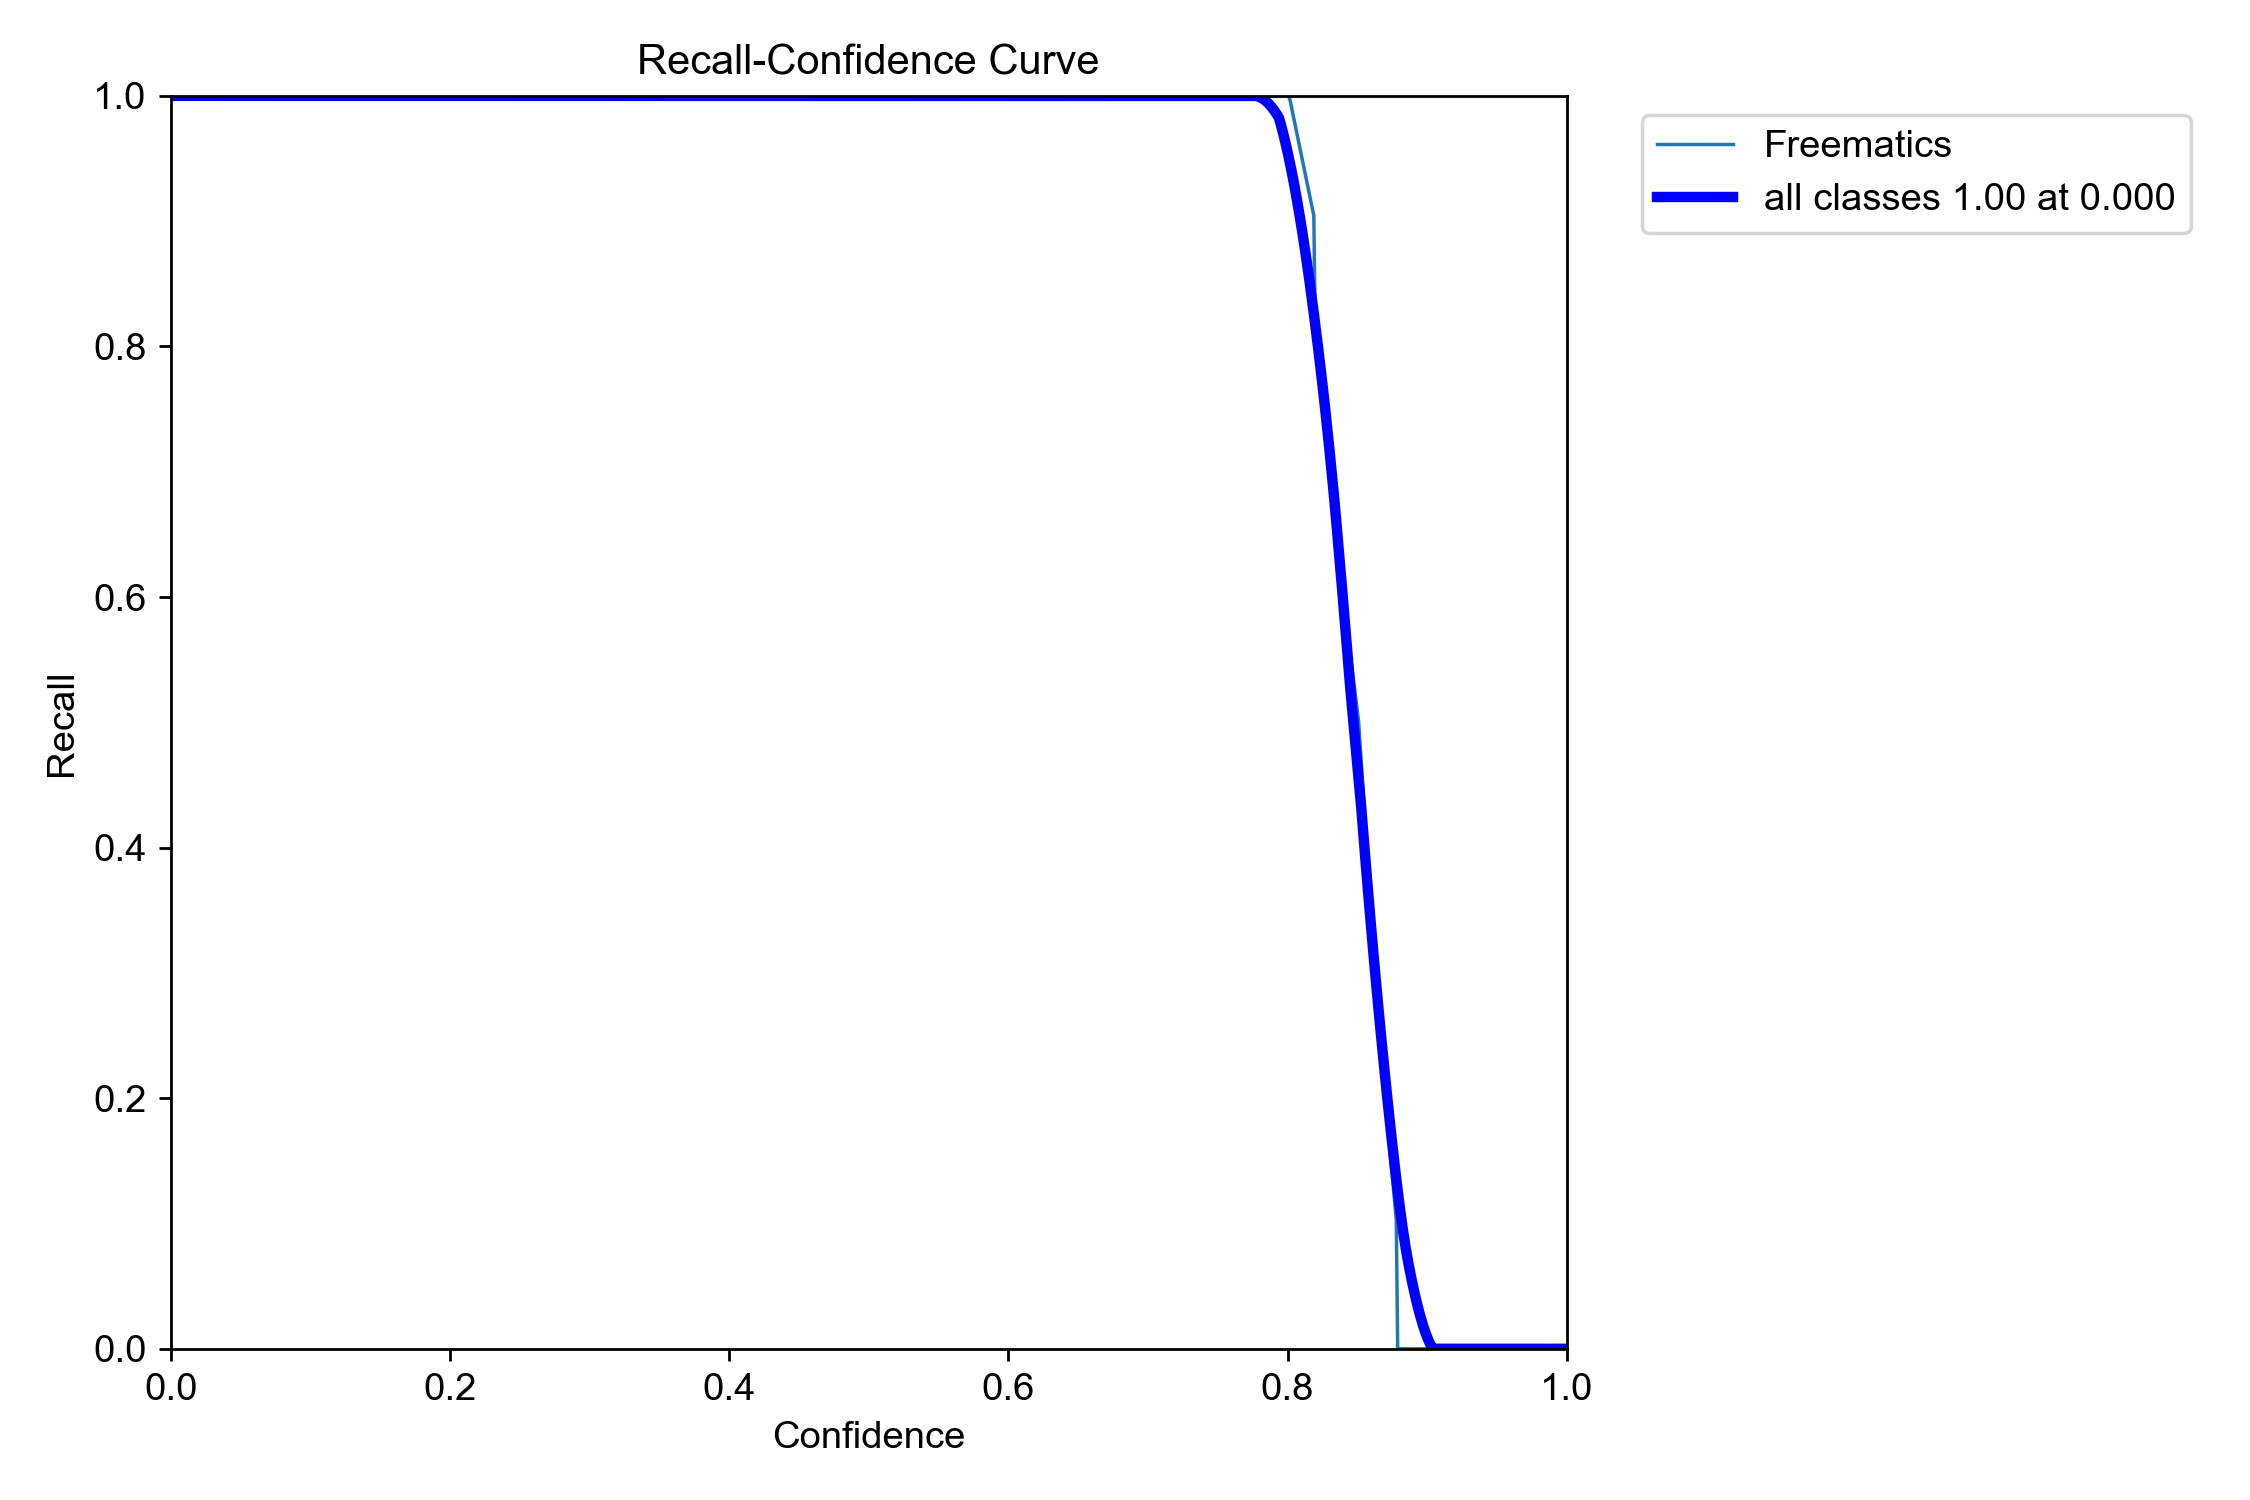 Recall-Confidence Curve
1.0
0.8
0.6
0.4
0.2
0.0
Recall
0.0 0.2 0.4 0.6 0.8 1.0
Confidence
Freematics
all classes 1.00 at 0.000